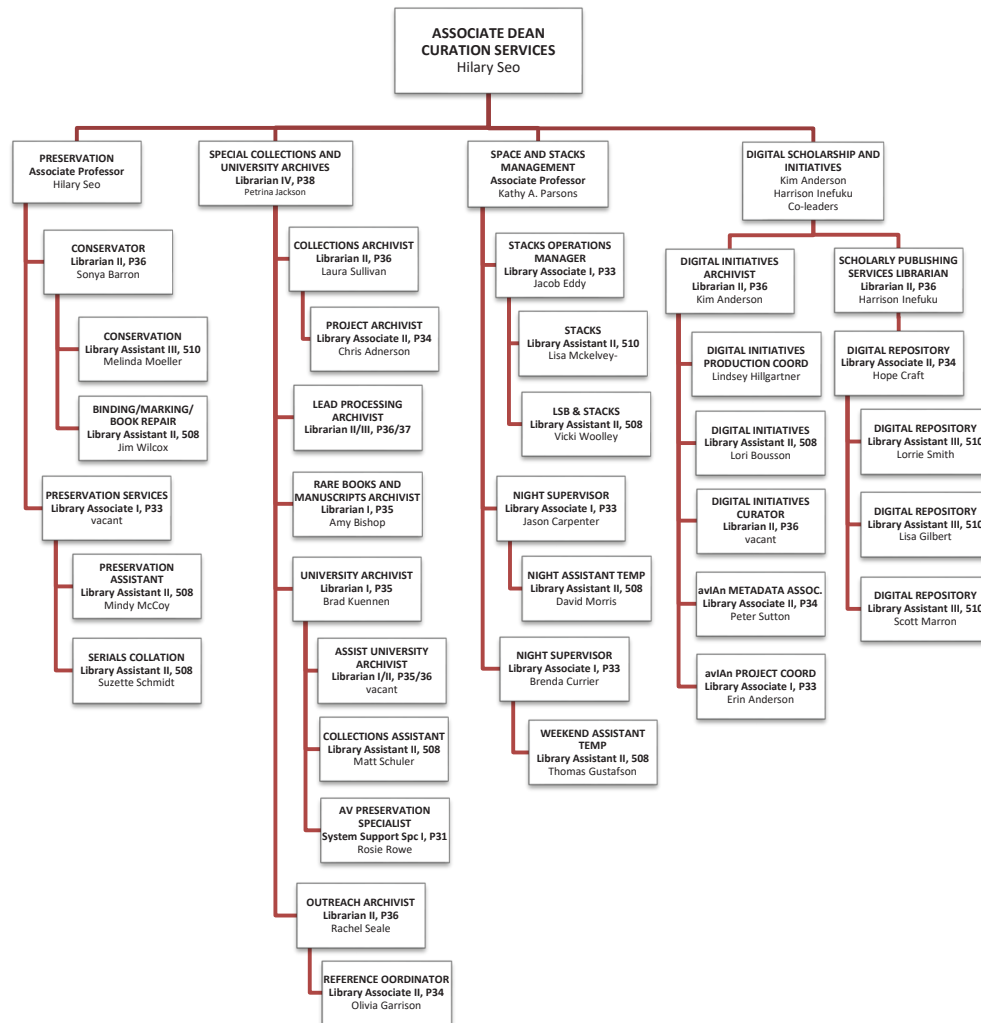 ASSOCIATE DEAN
CURATION SERVICES
Hilary Seo
PRESERVATION
Associate Professor
Hilary Seo
CONSERVATOR
Librarian II, P36
Sonya Barron
CONSERVATION
Library Assistant III, 510
Melinda Moeller
BINDING/MARKING/
BOOK REPAIR
Library Assistant II, 508
Jim Wilcox
PRESERVATION SERVICES
Library Associate I, P33
vacant
PRESERVATION
ASSISTANT
Library Assistant II, 508
Mindy McCoy
SERIALS COLLATION
Library Assistant II, 508
Suzette Schmidt
SPECIAL COLLECTIONS AND
UNIVERSITY ARCHIVES
Librarian IV, P38
Petrina Jackson
COLLECTIONS ARCHIVIST
Librarian II, P36
Laura Sullivan
PROJECT ARCHIVIST
Library Associate II, P34
Chris Adnerson
LEAD PROCESSING
ARCHIVIST
Librarian II/III, P36/37
RARE BOOKS AND
MANUSCRIPTS ARCHIVIST
Librarian I, P35
Amy Bishop
UNIVERSITY ARCHIVIST
Librarian I, P35
Brad Kuennen
ASSIST UNIVERSITY
ARCHIVIST
Librarian I/II, P35/36
vacant
COLLECTIONS ASSISTANT
Library Assistant II, 508
Matt Schuler
AV PRESERVATION
SPECIALIST
System Support Spc I, P31
Rosie Rowe
OUTREACH ARCHIVIST
Librarian II, P36
Rachel Seale
REFERENCE OORDINATOR
Library Associate II, P34
Olivia Garrison
SPACE AND STACKS
MANAGEMENT
Associate Professor
Kathy A. Parsons
STACKS OPERATIONS
MANAGER
Library Associate I, P33
Jacob Eddy
STACKS
Library Assistant II, 510
Lisa Mckelvey-
LSB & STACKS
Library Assistant II, 508
Vicki Woolley
NIGHT SUPERVISOR
Library Associate I, P33
Jason Carpenter
NIGHT ASSISTANT TEMP
Library Assistant II, 508
David Morris
NIGHT SUPERVISOR
Library Associate I, P33
Brenda Currier
WEEKEND ASSISTANT
TEMP
Library Assistant II, 508
Thomas Gustafson
DIGITAL SCHOLARSHIP AND
INITIATIVES
Kim Anderson
Harrison Inefuku
Co-leaders
DIGITAL INITIATIVES
ARCHIVIST
Librarian II, P36
Kim Anderson
DIGITAL INITIATIVES
PRODUCTION COORD
Lindsey Hillgartner
DIGITAL INITIATIVES
Library Assistant II, 508
Lori Bousson
DIGITAL INITIATIVES
CURATOR
Librarian II, P36
vacant
avIAn METADATA ASSOC.
Library Associate II, P34
Peter Sutton
avIAn PROJECT COORD
Library Associate I, P33
Erin Anderson
SCHOLARLY PUBLISHING
SERVICES LIBRARIAN
Librarian II, P36
Harrison Inefuku
DIGITAL REPOSITORY
Library Associate II, P34
Hope Craft
DIGITAL REPOSITORY
Library Assistant III, 510
Lorrie Smith
DIGITAL REPOSITORY
Library Assistant III, 510
Lisa Gilbert
DIGITAL REPOSITORY
Library Assistant III, 510
Scott Marron